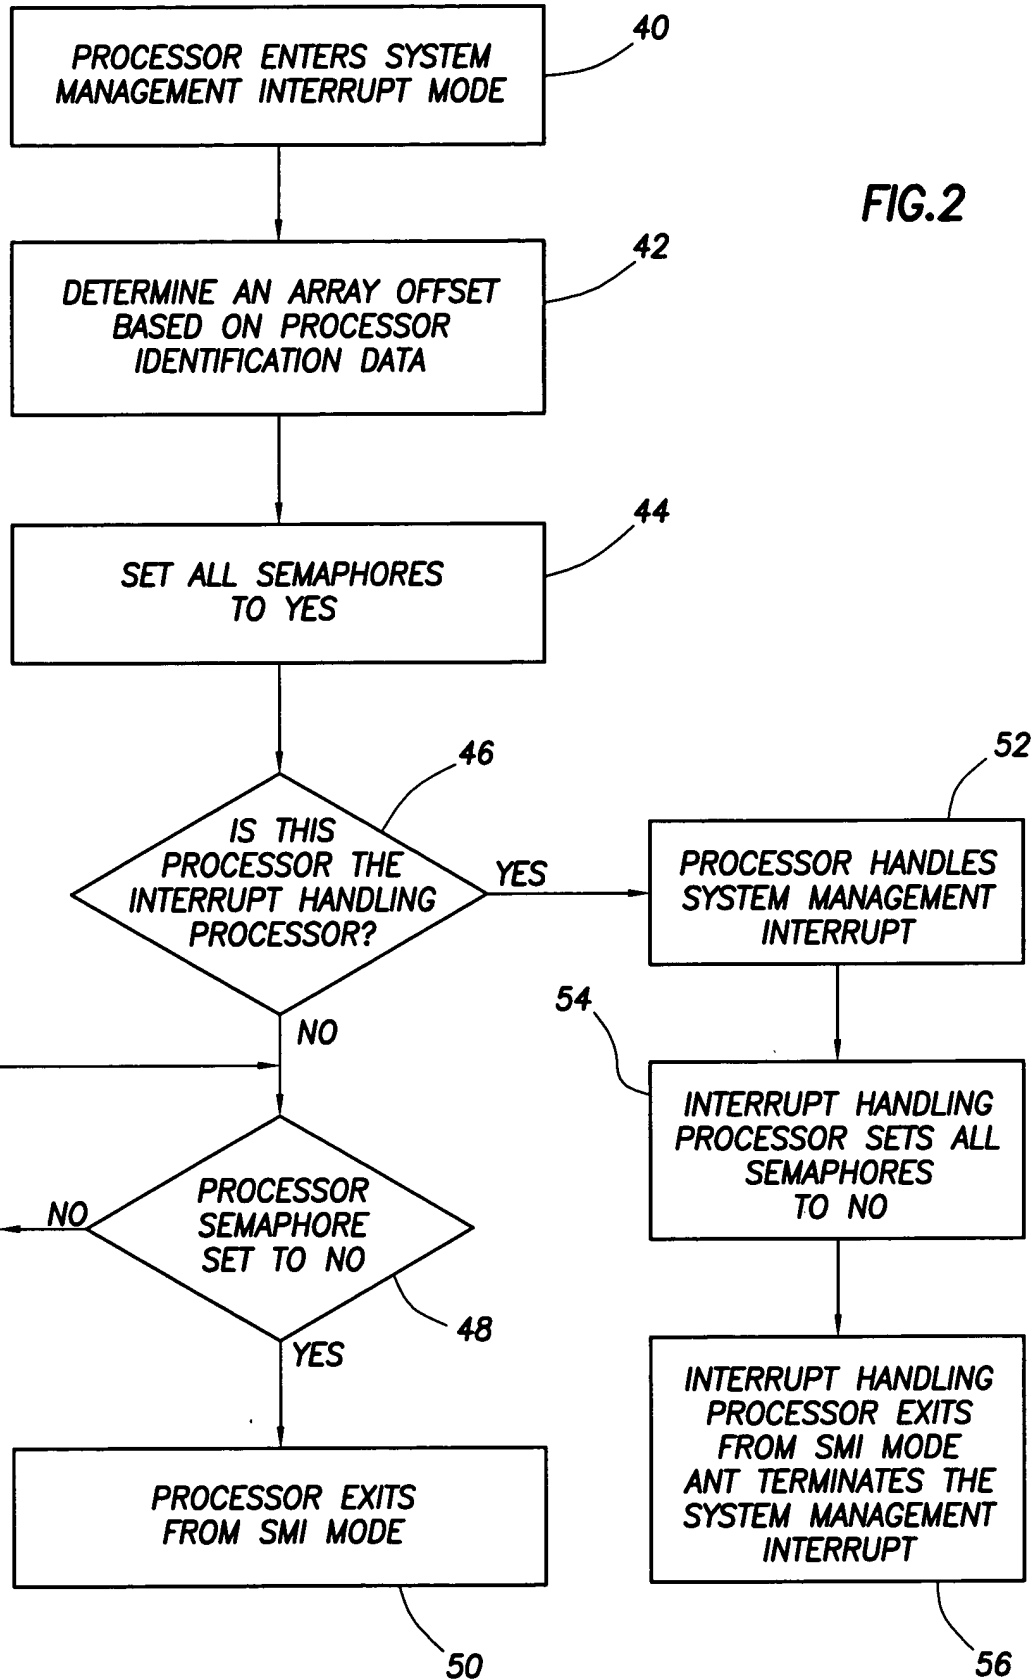 PROCESSOR ENTERS SYSTEM
MANAGEMENT INTERRUPT MODE
40
FIG.2
DETERMINE AN ARRAY OFFSET
BASED ON PROCESSOR
IDENTIFICATION DATA
42
SET ALL SEMAPHORES
TO YES
44
IS THIS
PROCESSOR THE
INTERRUPT HANDLING
PROCESSOR?
46
YES
NO
PROCESSOR HANDLES
SYSTEM MANAGEMENT
INTERRUPT
52
INTERRUPT HANDLING
PROCESSOR SETS ALL
SEMAPHORES
TO NO
54
PROCESSOR
SEMAPHORE
SET TO NO
NO
48
YES
PROCESSOR EXITS
FROM SMI MODE
50
INTERRUPT HANDLING
PROCESSOR EXITS
FROM SMI MODE
ANT TERMINATES THE
SYSTEM MANAGEMENT
INTERRUPT
56